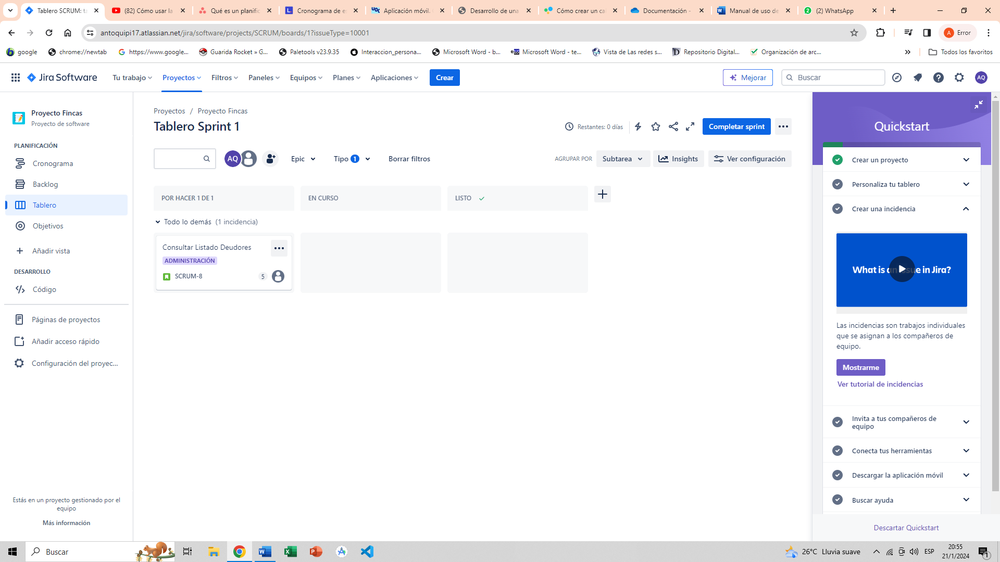 Tablero SCRUM: ta
(82) Cómo usar la
Qué es un planific
Cronograma de es
Aplicación móvil.
Desarrollo de una
Cómo crear un cal
Documentación -
Manual de uso de
(2) WhatsApp
antoquipi17.atlassian.net/jira/software/projects/SCRUM/boards/1?issueType=10001
A Error
google
chrome://newtab
https://www.google...
Guarida Rocket » G...
Paletools v23.9.35
Interaccion_persona...
Microsoft Word - b...
Microsoft Word - te...
Vista de Las redes s...
Repositorio Digital...
Organización de arc...
Todos los favoritos
Jira Software
Tu trabajo
Proyectos
Filtros
Paneles
Equipos
Planes
Aplicaciones
Crear
Mejorar
Buscar
AQ
Proyecto Fincas
Proyecto de software
PLANIFICACIÓN
Cronograma
Backlog
Tablero
Objetivos
Añadir vista
DESARROLLO
Código
Páginas de proyectos
Añadir acceso rápido
Configuración del proyec...
Estás en un proyecto gestionado por el
equipo
Más información
Proyectos / Proyecto Fincas
Tablero Sprint 1
Restantes: 0 días
Completar sprint
AQ
Epic
Tipo 1
Borrar filtros
AGRUPAR POR
Subtarea
Insights
Ver configuración
POR HACER 1 DE 1
EN CURSO
LISTO
Todo lo demás (1 incidencia)
Consultar Listado Deudores
ADMINISTRACIÓN
SCRUM-8
5
Quickstart
Crear un proyecto
Personaliza tu tablero
Crear una incidencia
What is an issue in Jira?
Las incidencias son trabajos individuales
que se asignan a los compañeros de
equipo.
Mostrarme
Ver tutorial de incidencias
Invita a tus compañeros de
equipo
Conecta tus herramientas
Descargar la aplicación móvil
Buscar ayuda
Descartar Quickstart
Buscar
26°C Lluvia suave
ESP
20:55
21/1/2024
1